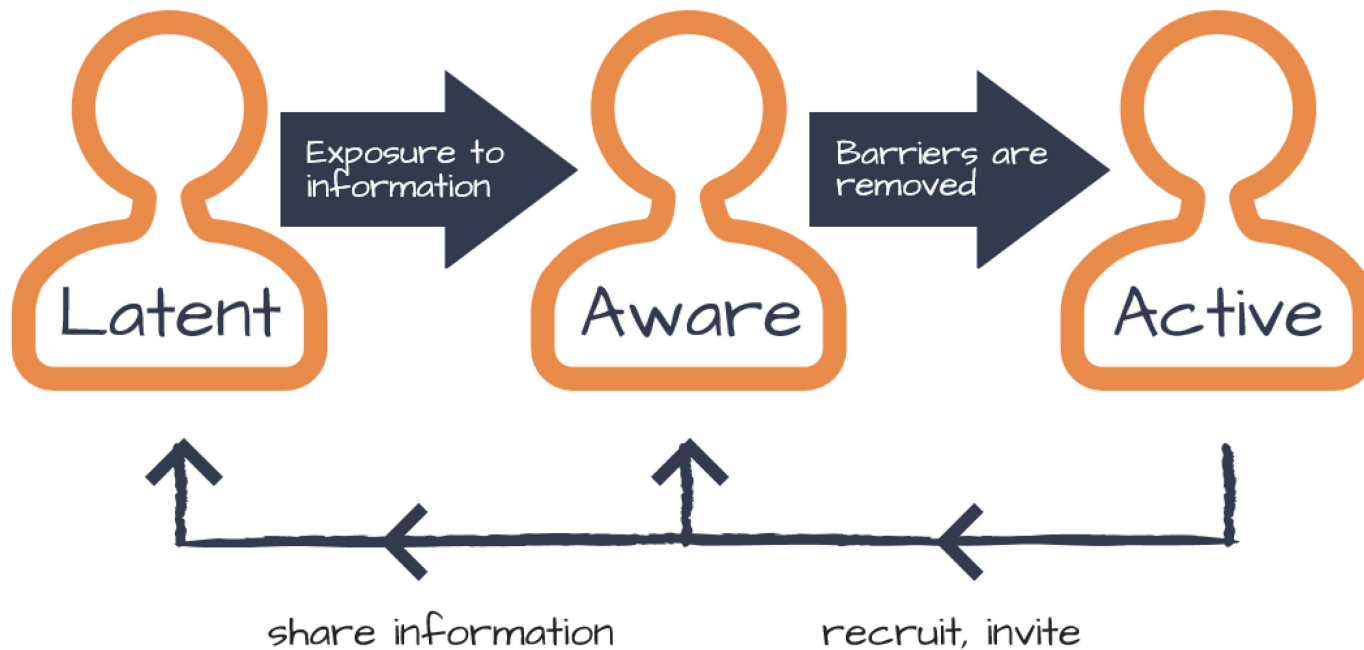 Exposure to
information
Barriers are
removed
Latent
Aware
Active
share information
recruit, invite